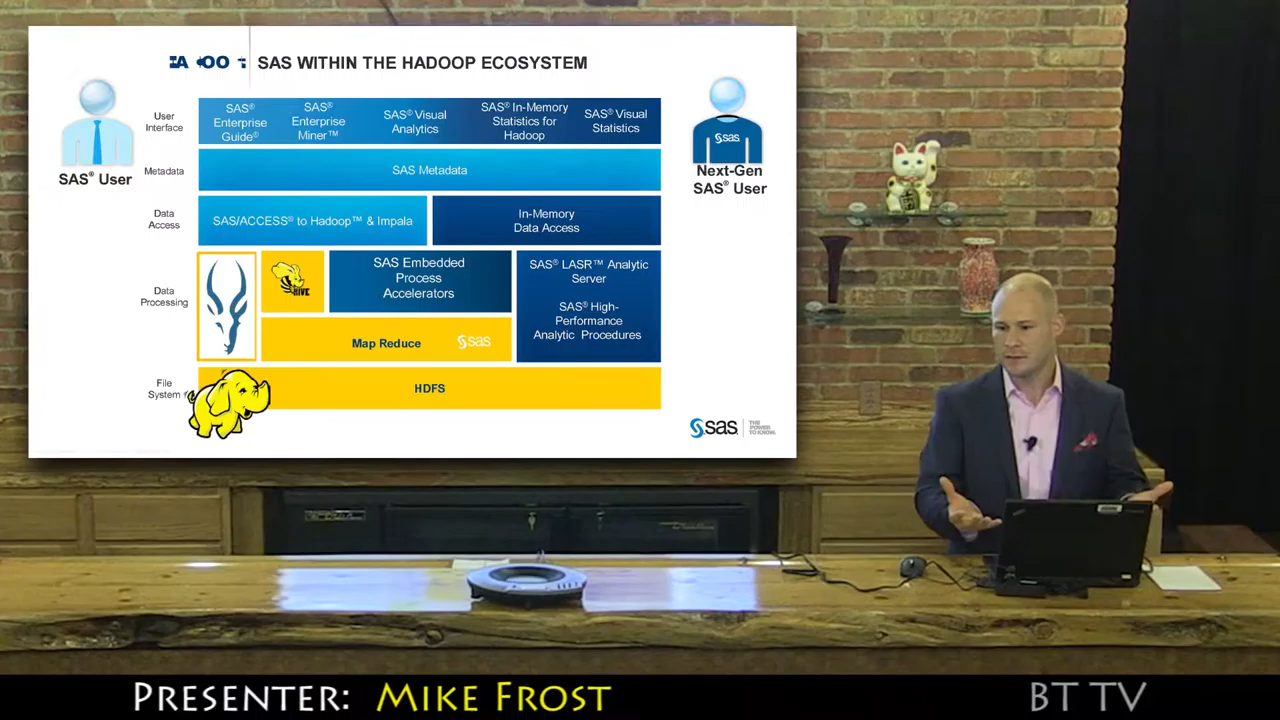 SAS WITHIN THE HADOOP ECOSYSTEM
User
Interface
SAS®
Enterprise
Guide®
SAS®
Enterprise
Miner™
SAS® Visual
Analytics
SAS® In-Memory
Statistics for
Hadoop
SAS® Visual
Statistics
SAS® User
Next-Gen
SAS® User
sas
Metadata
SAS Metadata
Data
Access
SAS/ACCESS® to Hadoop™ & Impala
In-Memory
Data Access
Data
Processing
HIVE
SAS Embedded
Process
Accelerators
SAS® LASR™ Analytic
Server
SAS® High-
Performance
Analytic Procedures
Map Reduce
sas
File
System
HDFS
sas
THE
POWER
TO KNOW.
PRESENTER: MIKE FROST
BT TV